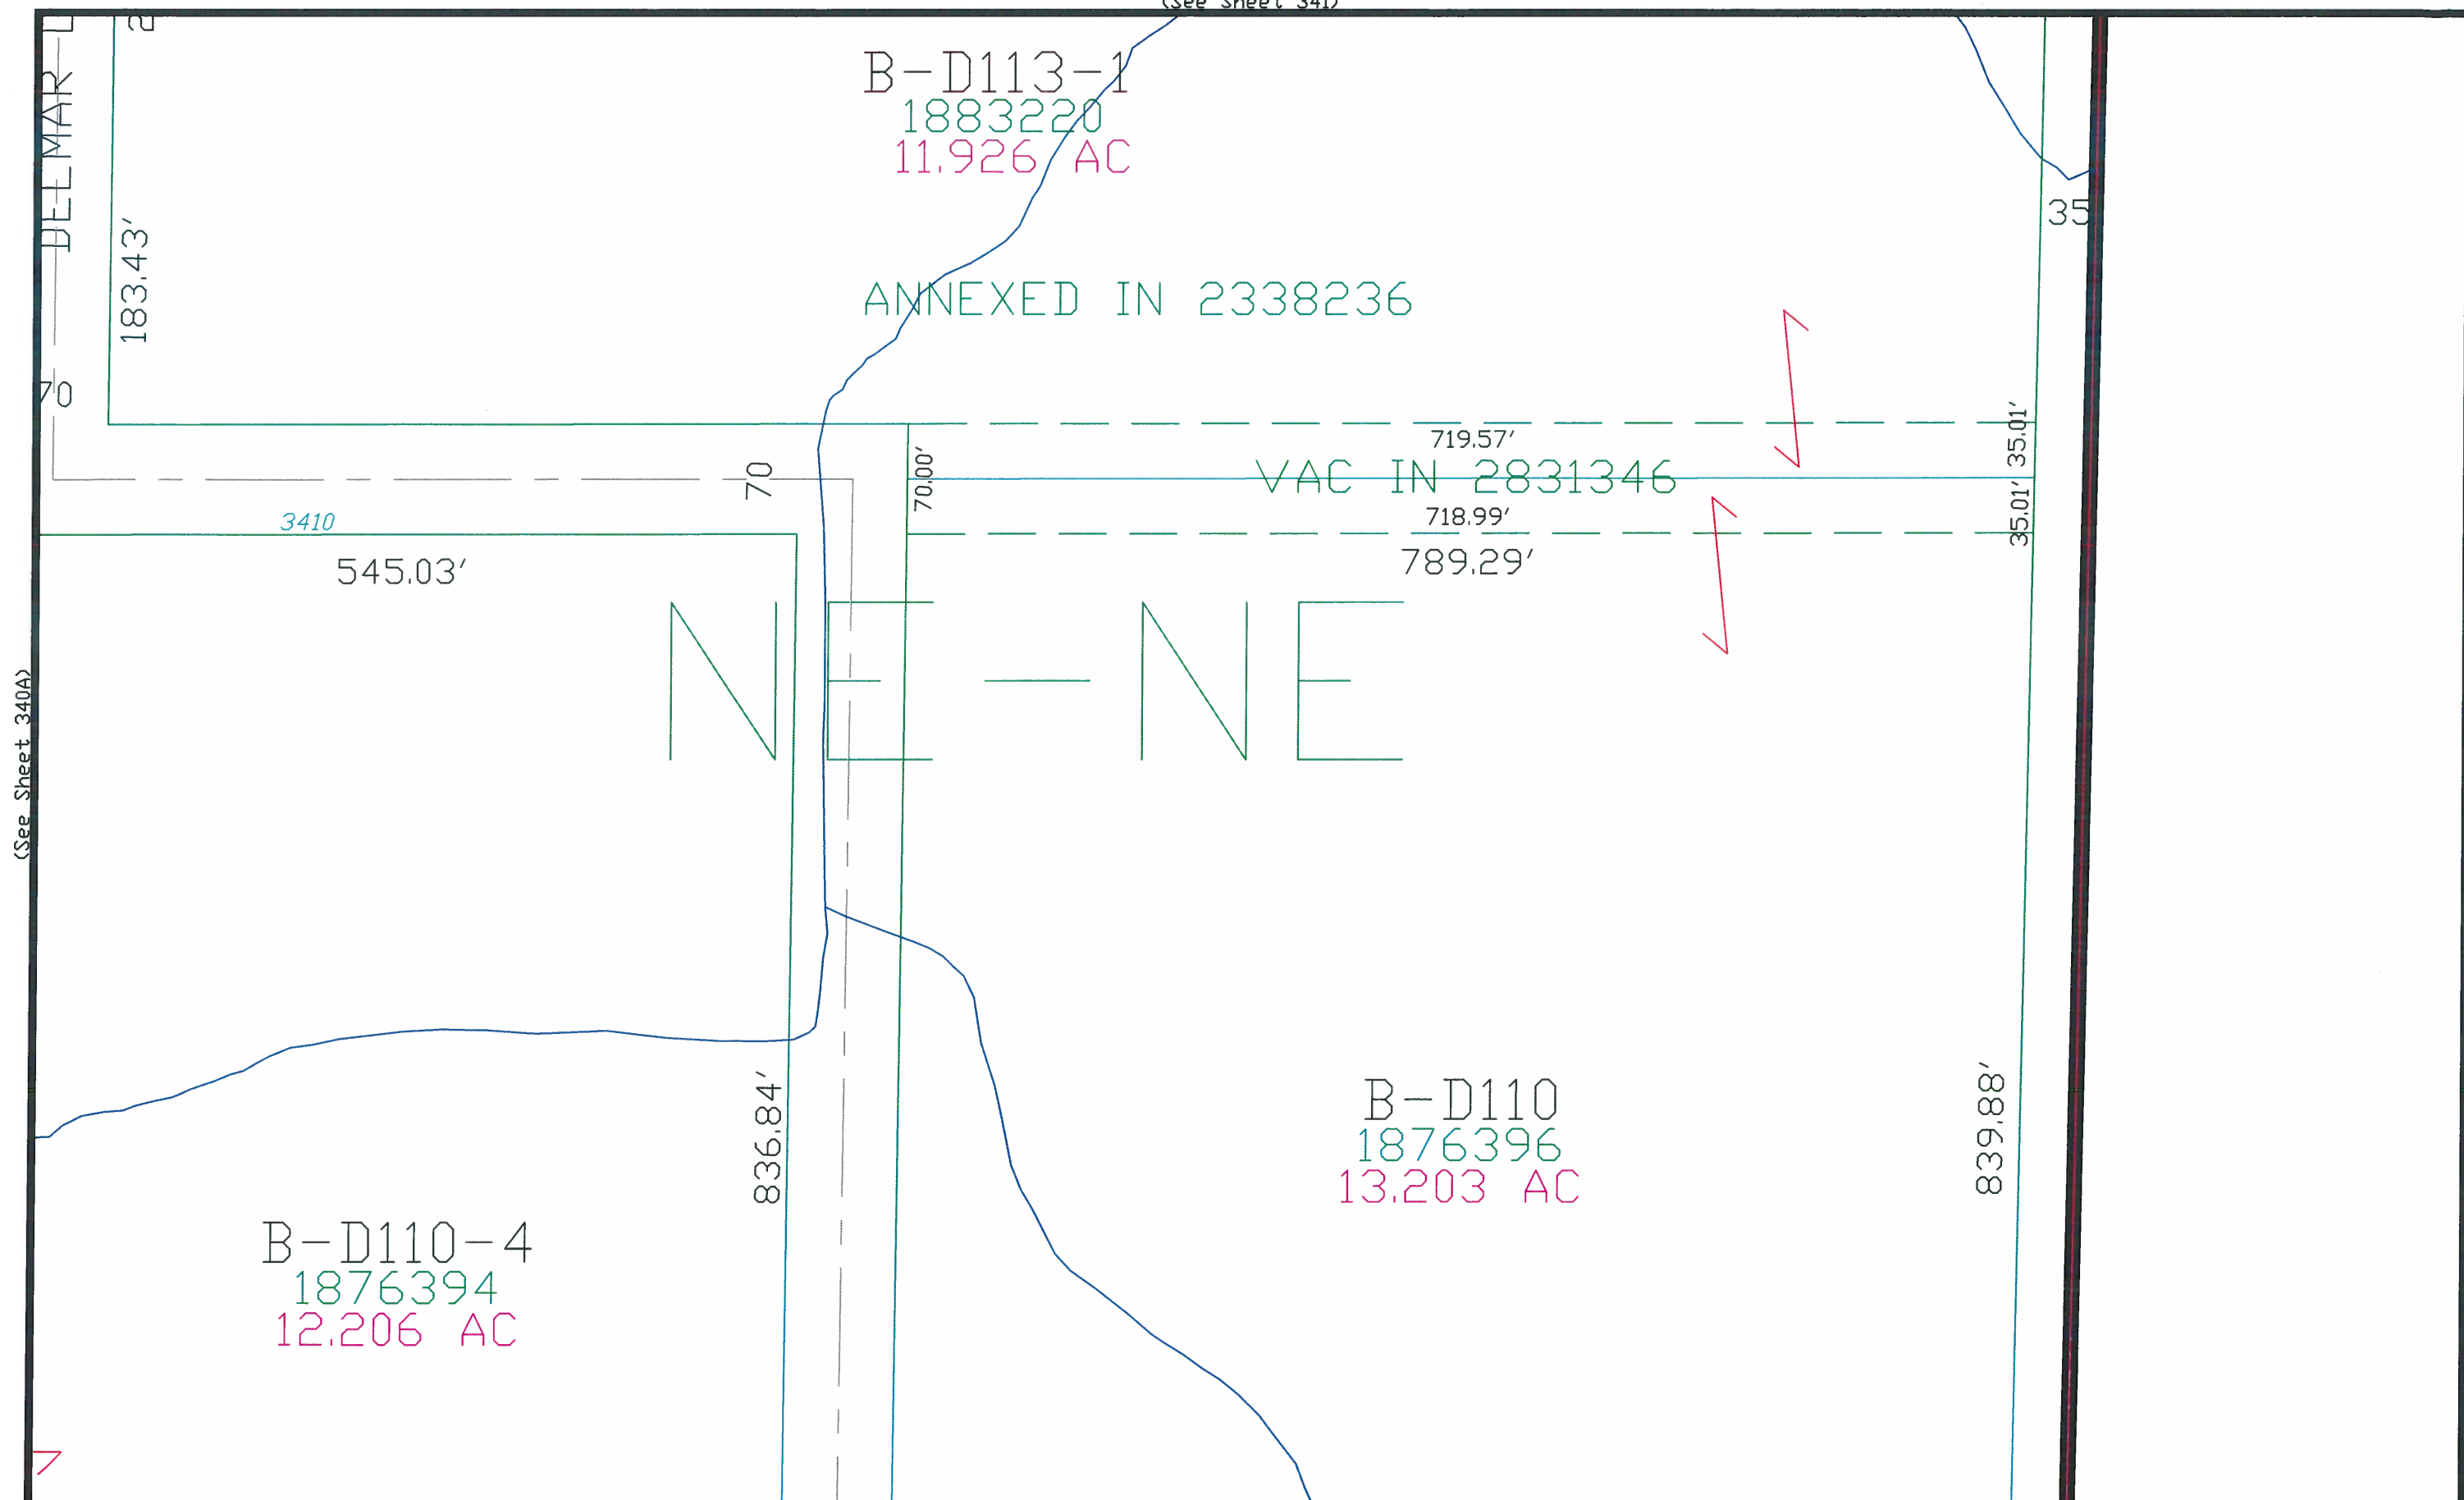 (See Sheet 341)
DELMAR
2
B-D113-1
1883220
11.926 AC
183.43'
35
ANNEXED IN 2338236
70
719.57'
35.01'
70
70.00'
VAC IN 2831346
718.99'
35.01'
3410
545.03'
789.29'
NE-NE
(See Sheet 340A)
836.84'
B-D110
1876396
13.203 AC
839.88'
B-D110-4
1876394
12.206 AC